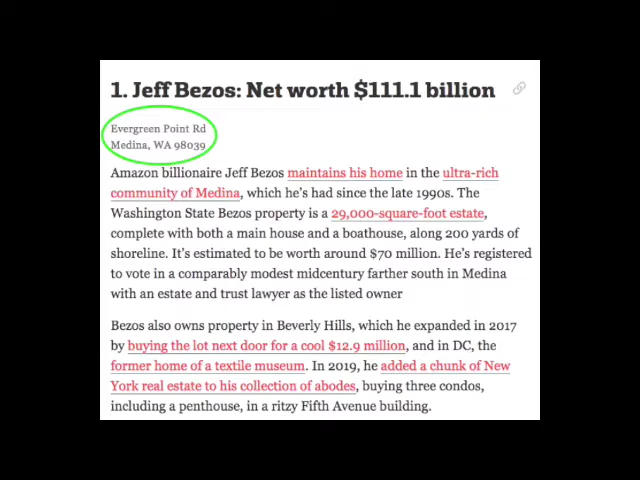 1. Jeff Bezos: Net worth $111.1 billion
Evergreen Point Rd
Medina, WA 98039
Amazon billionaire Jeff Bezos maintains his home in the ultra-rich
community of Medina, which he's had since the late 1990s. The
Washington State Bezos property is a 29,000-square-foot estate,
complete with both a main house and a boathouse, along 200 yards of
shoreline. It's estimated to be worth around $70 million. He's registered
to vote in a comparably modest midcentury farther south in Medina
with an estate and trust lawyer as the listed owner
Bezos also owns property in Beverly Hills, which he expanded in 2017
by buying the lot next door for a cool $12.9 million, and in DC, the
former home of a textile museum. In 2019, he added a chunk of New
York real estate to his collection of abodes, buying three condos,
including a penthouse, in a ritzy Fifth Avenue building.